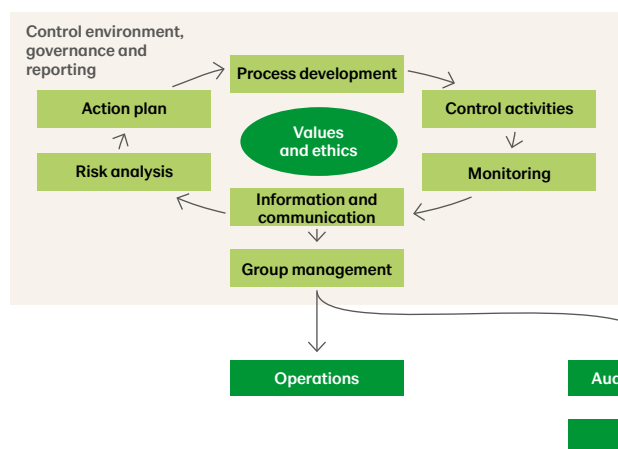 Control environment,
governance and
reporting
Process development
Action plan
Control activities
Values
and ethics
Risk analysis
Monitoring
Information and
communication
Group management
Operations